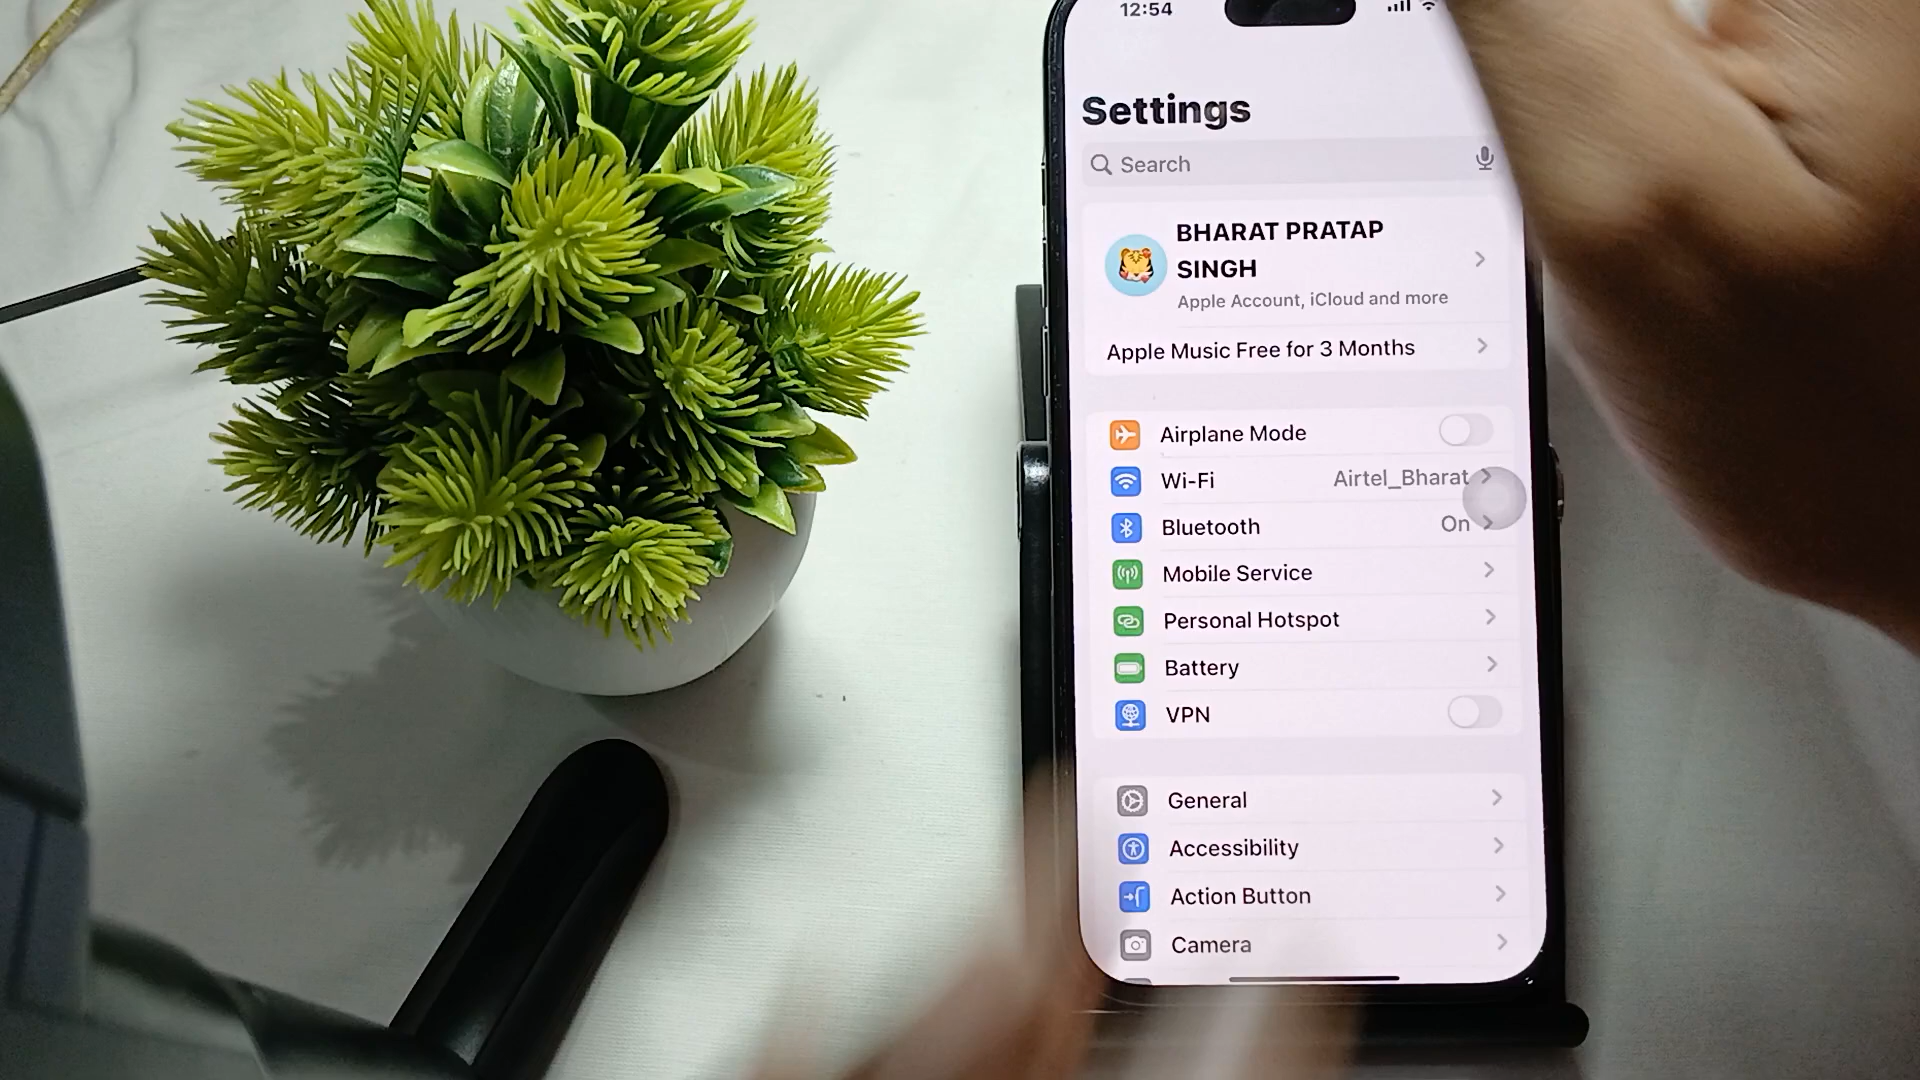 12:54
Settings
Search
BHARAT PRATAP
SINGH
Apple Account, iCloud and more
Apple Music Free for 3 Months
Airplane Mode
Wi-Fi Airtel_Bharat
Bluetooth On
Mobile Service
Personal Hotspot
Battery
VPN
General
Accessibility
Action Button
Camera